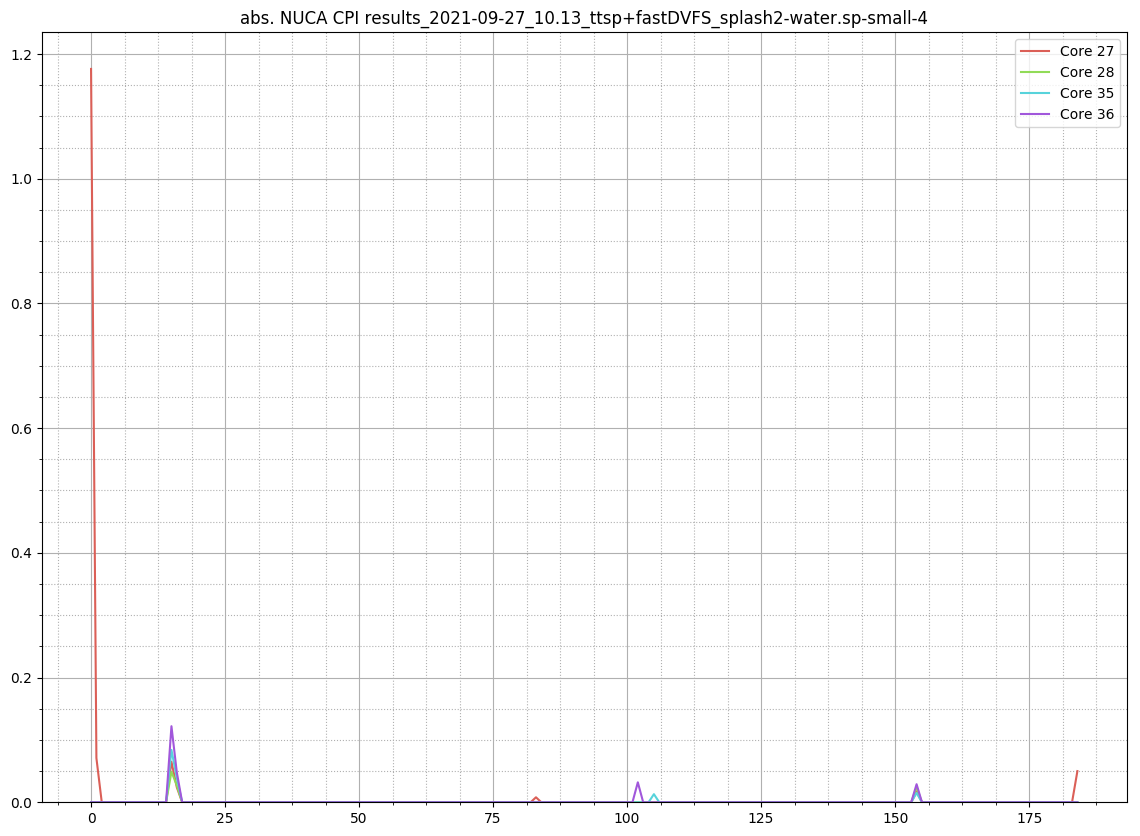 abs. NUCA CPI results_2021-09-27_10.13_ttsp+fastDVFS_splash2-water.sp-small-4
Core 27
Core 28
Core 35
Core 36
1.2
1.0
0.8
0.6
0.4
0.2
0.0
0 25 50 75 100 125 150 175